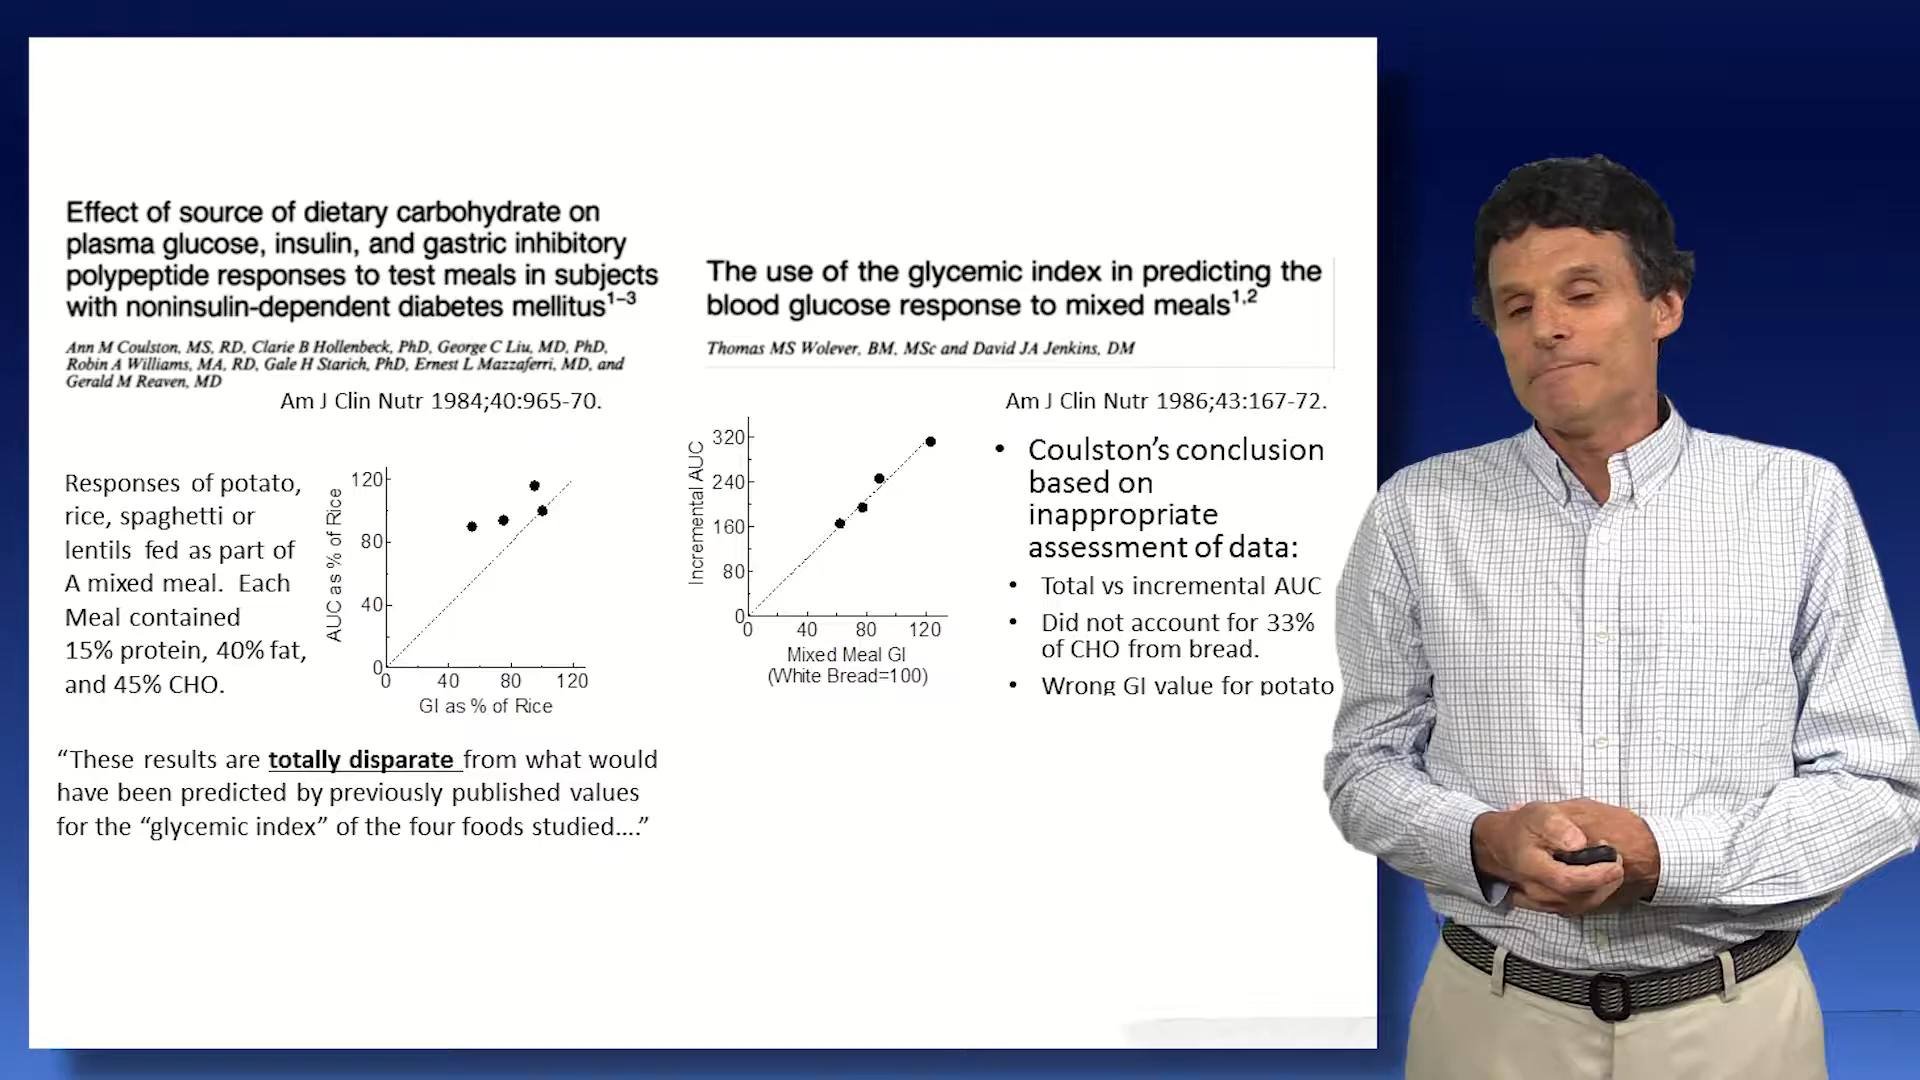 Effect of source of dietary carbohydrate on
plasma glucose, insulin, and gastric inhibitory
polypeptide responses to test meals in subjects
with noninsulin-dependent diabetes mellitus¹⁻³
Ann M Coulston, MS, RD, Clarie B Hollenbeck, PhD, George C Liu, MD, PhD,
Robin A Williams, MA, RD, Gale H Starich, PhD, Ernest L Mazzaferri, MD, and
Gerald M Reaven, MD
Am J Clin Nutr 1984;40:965-70.
Responses of potato,
rice, spaghetti or
lentils fed as part of
A mixed meal. Each
Meal contained
15% protein, 40% fat,
and 45% CHO.
AUC as % of Rice
120
80
40
0
0 40 80 120
GI as % of Rice
“These results are totally disparate from what would
have been predicted by previously published values
for the “glycemic index” of the four foods studied....”
The use of the glycemic index in predicting the
blood glucose response to mixed meals¹,²
Thomas MS Wolever, BM, MSc and David JA Jenkins, DM
Am J Clin Nutr 1986;43:167-72.
Incremental AUC
320
240
160
80
0
0 40 80 120
Mixed Meal GI
(White Bread=100)
• Coulston’s conclusion
based on
inappropriate
assessment of data:
• Total vs incremental AUC
• Did not account for 33%
of CHO from bread.
• Wrong GI value for potato